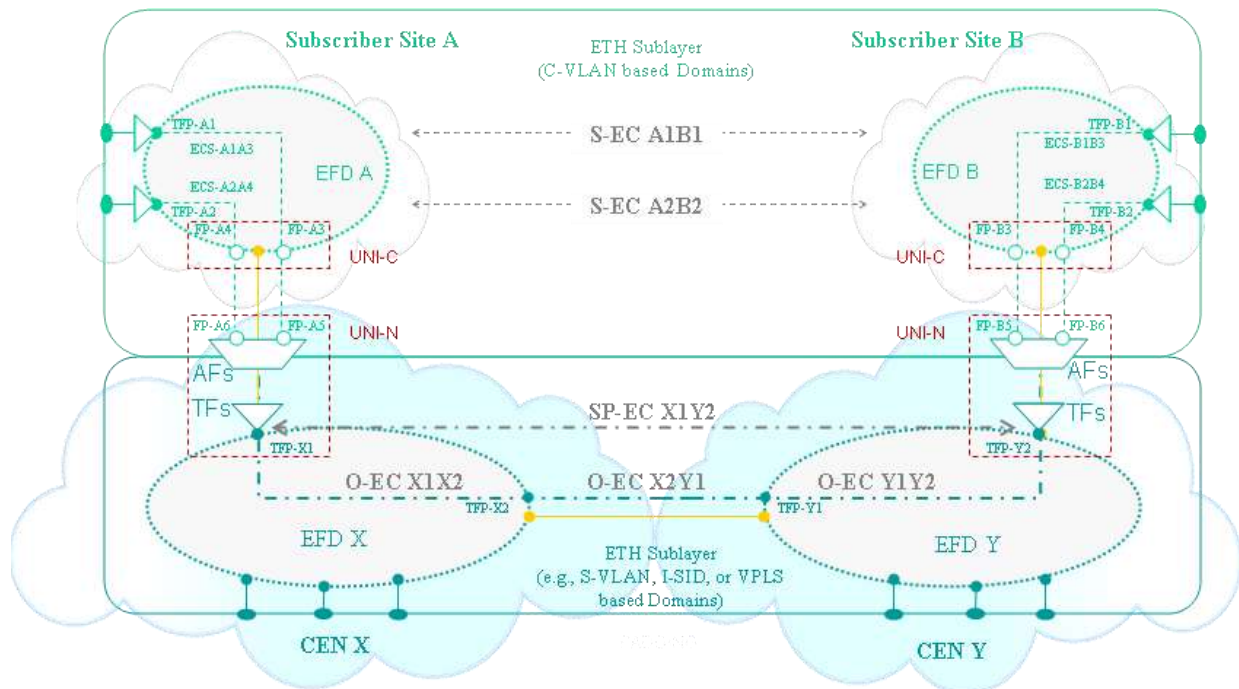 Subscriber Site A
Subscriber Site B
ETH Sublayer
(C-VLAN based Domains)
TFP-A1
ECS-A1A3
EFD A
ECS-A2A4
TFP-A2
FP-A4
FP-A3
UNI-C
S-EC A1B1
S-EC A2B2
TFP-B1
ECS-B1B3
EFD B
ECS-B2B4
TFP-B2
FP-B3
FP-B4
UNI-C
FP-A6
FP-A5
UNI-N
UNI-N
FP-B5
FP-B6
AFs
AFs
TFs
TFs
SP-EC X1Y2
TFP-X1
TFP-Y2
O-EC X1X2
O-EC X2Y1
O-EC Y1Y2
TFP-X2
TFP-Y1
EFD X
EFD Y
ETH Sublayer
(e.g., S-VLAN, I-SID, or VPLS
based Domains)
CEN X
CEN Y